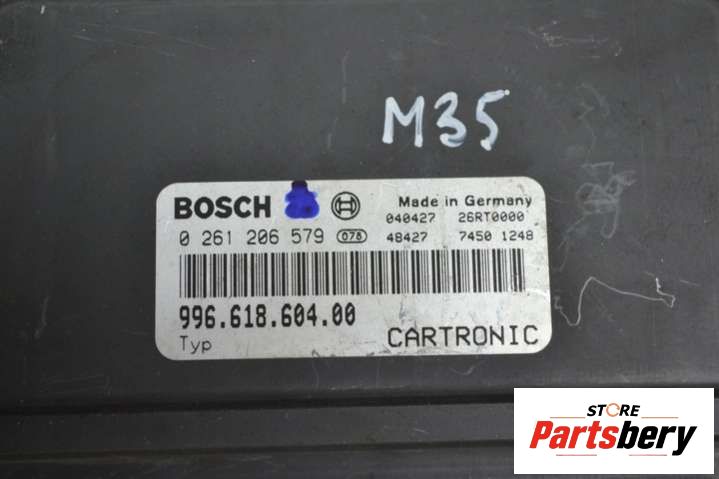 M35
BOSCH Made in Germany
040427 26RT0000
0 261 206 579 078 48427 7450 1248
996.618.604.00
Typ CARTRONIC
STORE
Partsbery